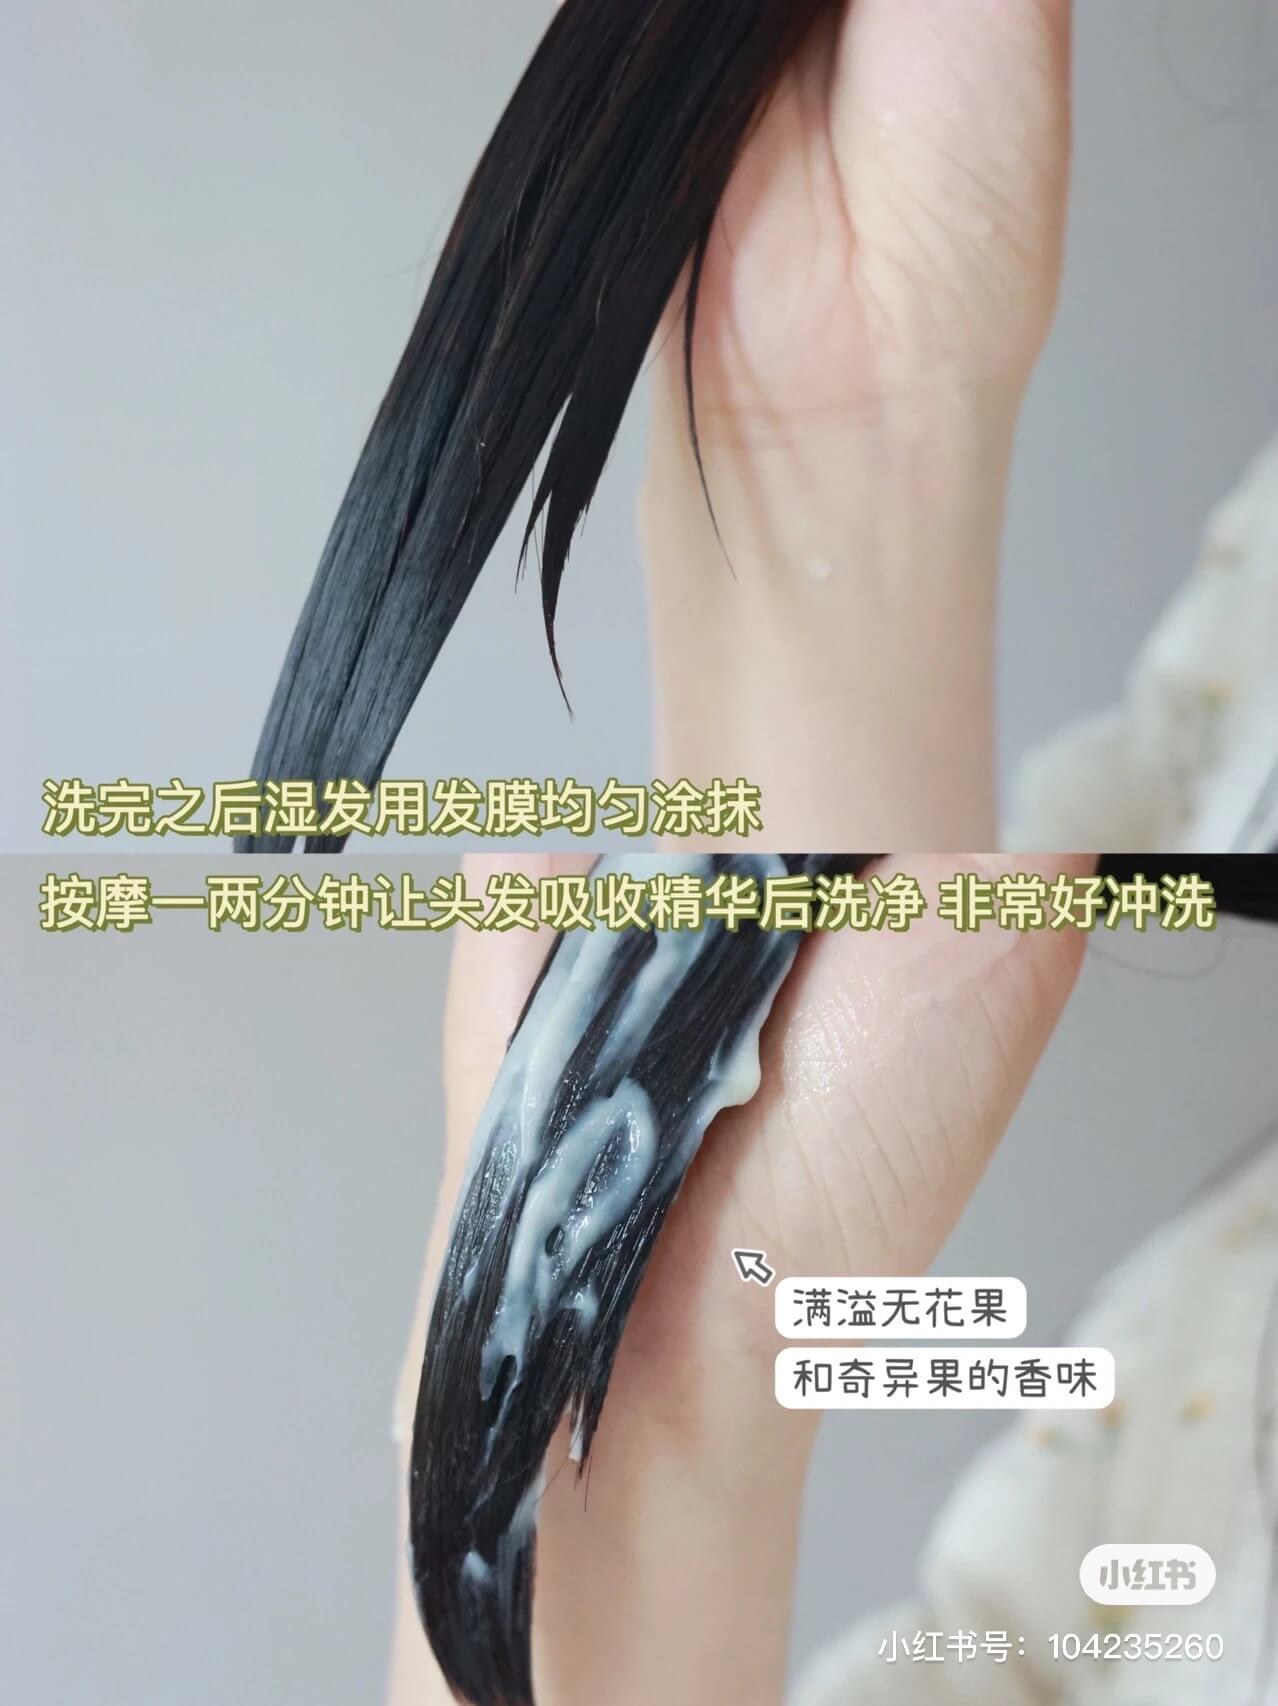 洗完之后湿发用发膜均匀涂抹
按摩一两分钟让头发吸收精华后洗净 非常好冲洗
满溢无花果
和奇异果的香味
小红书
小红书号：104235260